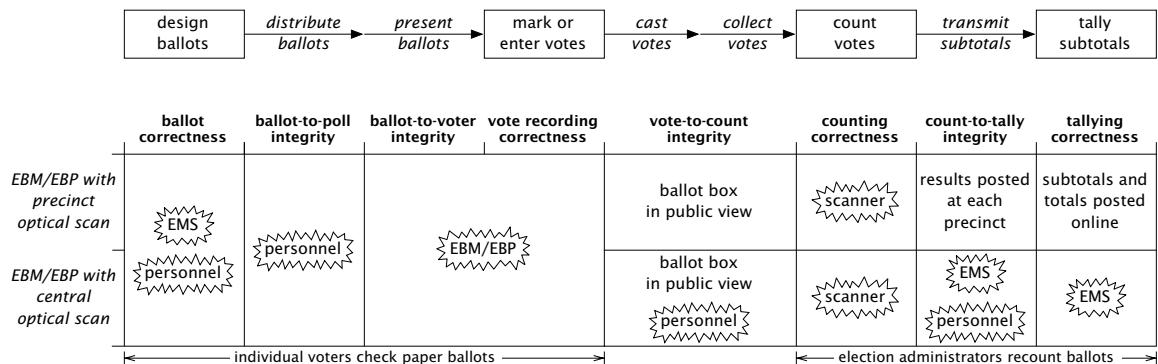 design
ballots
distribute
ballots
present
ballots
mark or
enter votes
cast
votes
collect
votes
count
votes
transmit
subtotals
tally
subtotals
ballot
correctness
ballot-to-poll
integrity
ballot-to-voter
integrity
vote recording
correctness
vote-to-count
integrity
counting
correctness
count-to-tally
integrity
tallying
correctness
EBM/EBP with
precinct
optical scan
EMS
personnel
personnel
EBM/EBP
ballot box
in public view
scanner
results posted
at each
precinct
subtotals and
totals posted
online
EBM/EBP with
central
optical scan
ballot box
in public view
personnel
scanner
EMS
personnel
EMS
individual voters check paper ballots
election administrators recount ballots